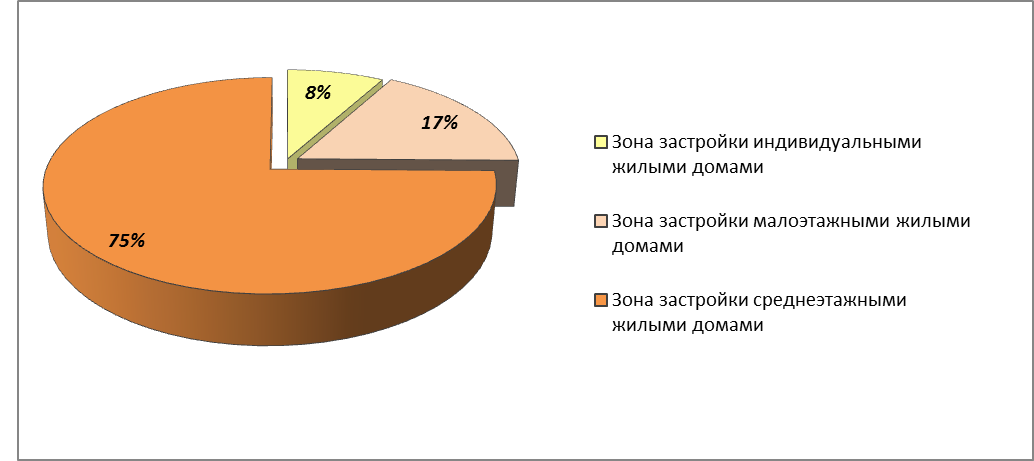 8%
17%
75%
Зона застройки индивидуальными
жилыми домами
Зона застройки малоэтажными жилыми
домами
Зона застройки среднеэтажными
жилыми домами